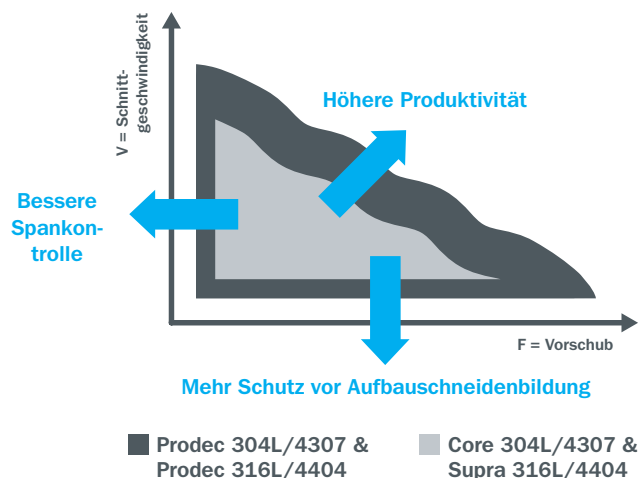 V = Schnitt-
geschwindigkeit
Höhere Produktivität
Bessere
Spankon-
trolle
F = Vorschub
Mehr Schutz vor Aufbauschneidenbildung
Prodec 304L/4307 &
Prodec 316L/4404
Core 304L/4307 &
Supra 316L/4404